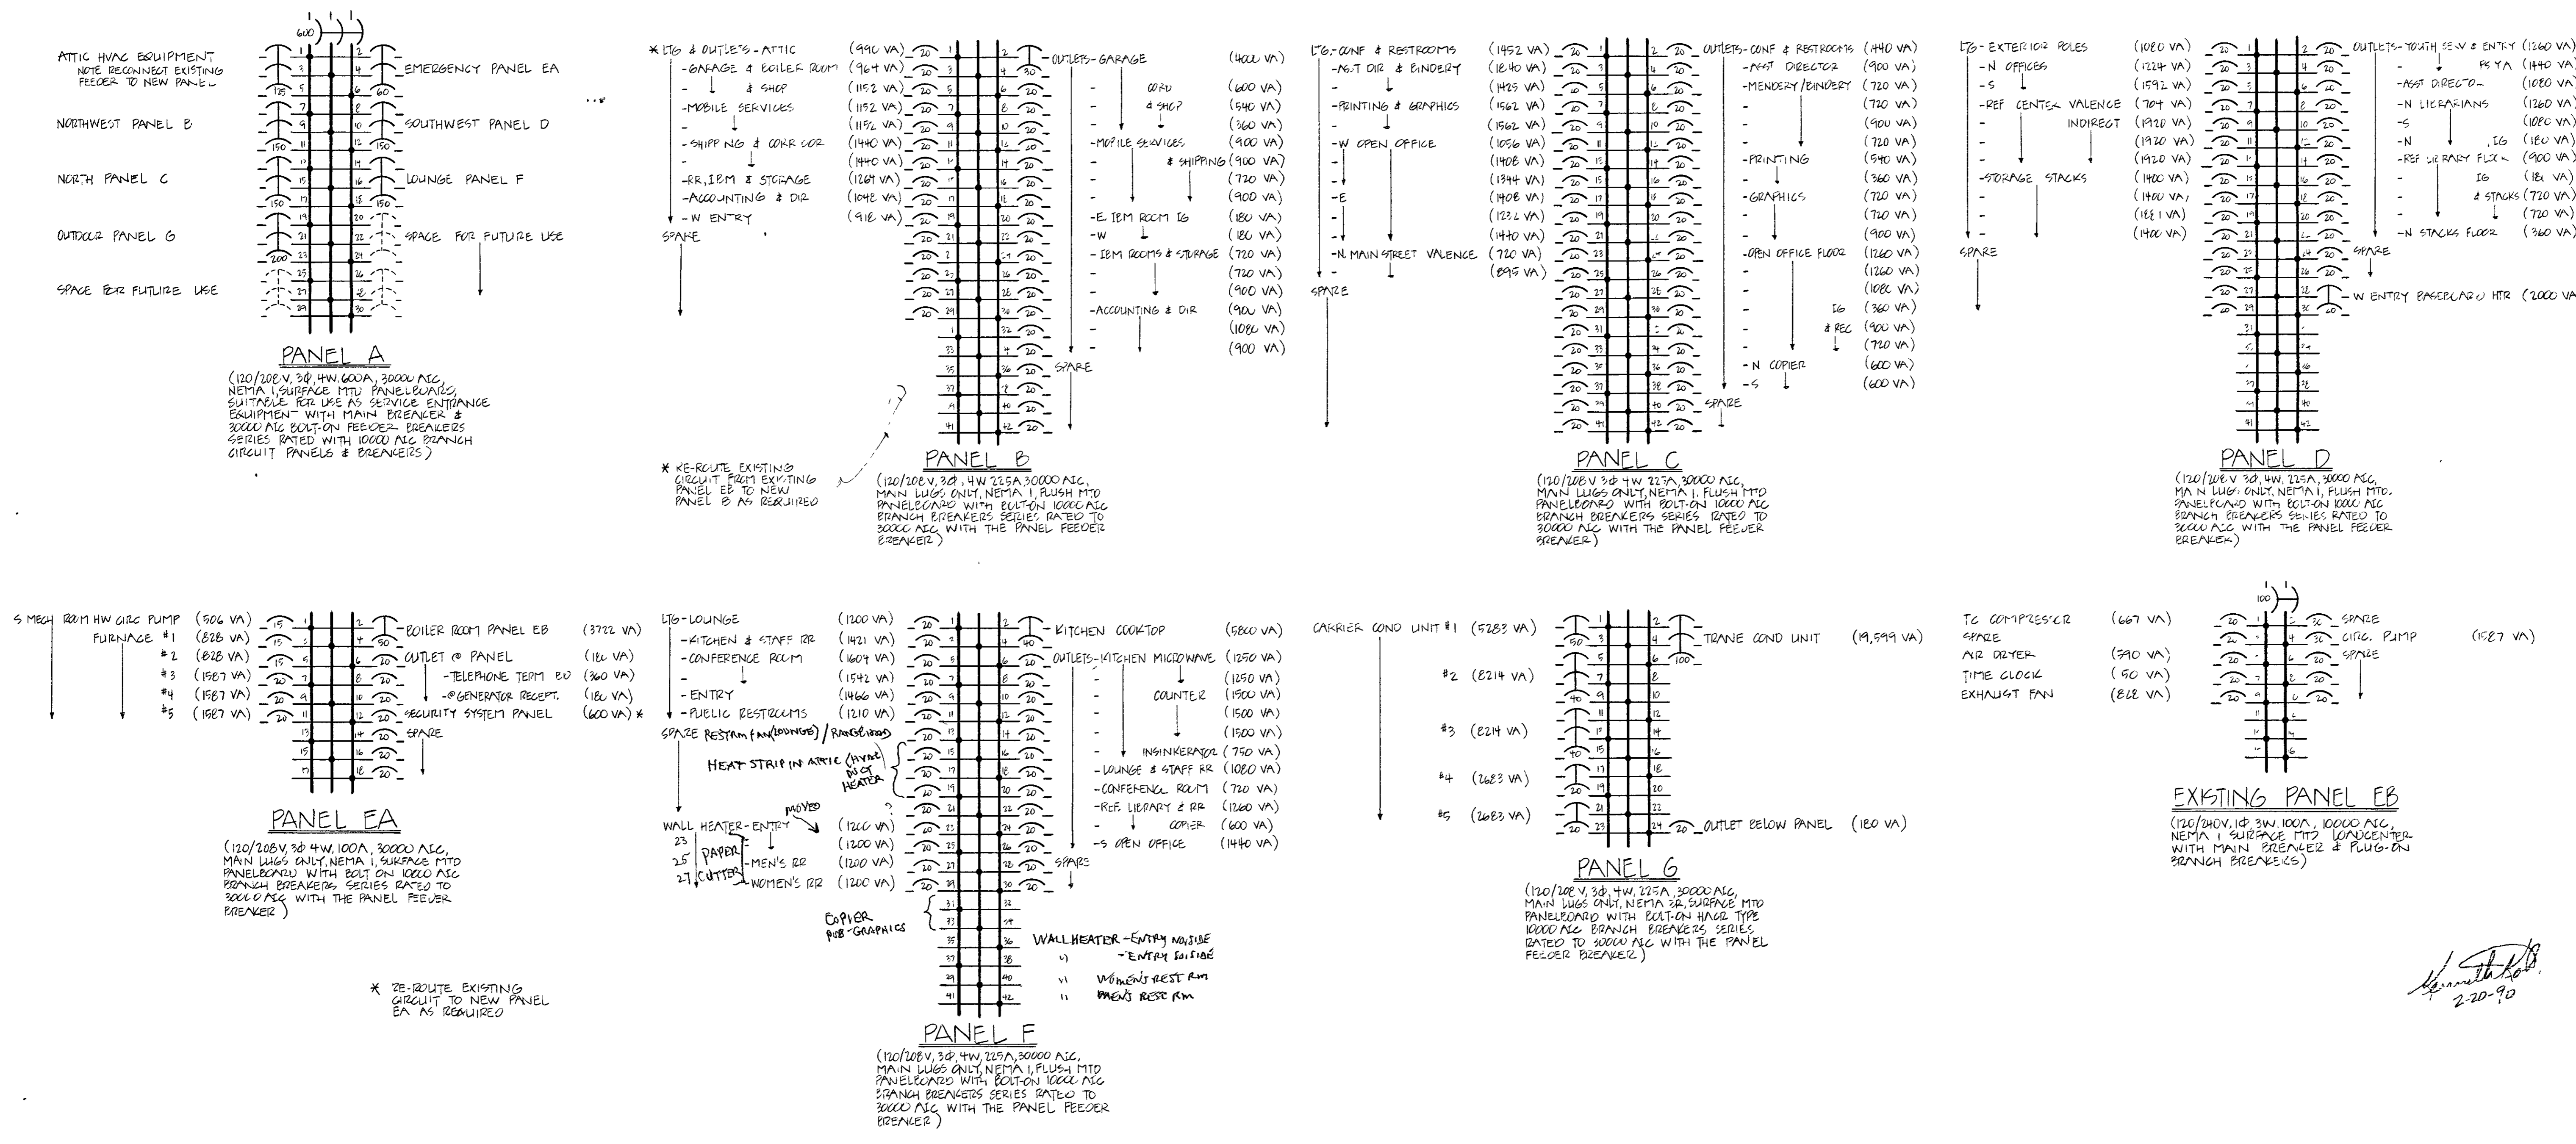 PANEL A
600
ATTIC HVAC EQUIPMENT
NOTE RECONNECT EXISTING
FEEDER TO NEW PANEL
125
EMERGENCY PANEL EA
60
NORTHWEST PANEL B
150
SOUTHWEST PANEL D
150
NORTH PANEL C
150
LOUNGE PANEL F
150
OUTDOOR PANEL G
200
SPACE FOR FUTURE USE
SPACE FOR FUTURE USE
(120/208V, 3Φ, 4W, 600A, 30000 AIC,
NEMA 1, SURFACE MTD PANELBOARD,
SUITABLE FOR USE AS SERVICE ENTRANCE
EQUIPMENT WITH MAIN BREAKER &
30000 AIC BOLT-ON FEEDER BREAKERS
SERIES RATED WITH 10000 AIC BRANCH
CIRCUIT PANELS & BREAKERS)
* LTG & OUTLETS-ATTIC (990 VA)
-GARAGE & BOILER ROOM (964 VA)
- & SHOP (1152 VA)
-MOBILE SERVICES (1152 VA)
- (1152 VA)
-SHIPPING & CORRIDOR (1440 VA)
- (1440 VA)
-RR, IBM & STORAGE (1264 VA)
-ACCOUNTING & DIR (1048 VA)
-W ENTRY (918 VA)
SPARE
OUTLETS-GARAGE (400 VA)
- CORD (600 VA)
- & SHOP (540 VA)
- (360 VA)
-MOBILE SERVICES (900 VA)
- & SHIPPING (900 VA)
- (720 VA)
- (900 VA)
-E IBM ROOM IG (180 VA)
-W (180 VA)
-IBM ROOMS & STORAGE (720 VA)
- (720 VA)
- (900 VA)
-ACCOUNTING & DIR (900 VA)
- (1080 VA)
- (900 VA)
SPARE
* RE-ROUTE EXISTING
CIRCUIT FROM EXISTING
PANEL EB TO NEW
PANEL B AS REQUIRED
PANEL B
(120/208V, 3Φ, 4W 225A, 30000 AIC,
MAIN LUGS ONLY, NEMA 1, FLUSH MTD
PANELBOARD WITH BOLT-ON 10000 AIC
BRANCH BREAKERS SERIES RATED TO
30000 AIC WITH THE PANEL FEEDER
BREAKER)
LTG-CONF & RESTROOMS (1452 VA)
-ASST DIR & BINDERY (1840 VA)
- (1425 VA)
-PRINTING & GRAPHICS (1562 VA)
- (1562 VA)
-W OPEN OFFICE (1056 VA)
- (1408 VA)
- (1344 VA)
-E (1408 VA)
- (1232 VA)
- (1440 VA)
-N. MAIN STREET VALENCE (720 VA)
- (895 VA)
SPARE
OUTLETS-CONF & RESTROOMS (1440 VA)
-ASST DIRECTOR (900 VA)
-MENDERY/BINDERY (720 VA)
- (720 VA)
- (900 VA)
- (720 VA)
-PRINTING (540 VA)
- (360 VA)
-GRAPHICS (720 VA)
- (720 VA)
- (900 VA)
-OPEN OFFICE FLOOR (1260 VA)
- (1260 VA)
- (1080 VA)
- IG (360 VA)
- & REC (900 VA)
- (720 VA)
-N COPIER (600 VA)
-S (600 VA)
SPARE
PANEL C
(120/208V 3Φ 4W 225A, 30000 AIC,
MAIN LUGS ONLY, NEMA 1, FLUSH MTD
PANELBOARD WITH BOLT-ON 10000 AIC
BRANCH BREAKERS SERIES RATED TO
30000 AIC WITH THE PANEL FEEDER
BREAKER)
LTG-EXTERIOR POLES (1080 VA)
-N OFFICES (1224 VA)
-S (1592 VA)
-REF CENTER VALENCE (704 VA)
INDIRECT (1920 VA)
(1920 VA)
(1920 VA)
-STORAGE STACKS (1400 VA)
- (1400 VA)
- (1400 VA)
SPARE
OUTLETS-YOUTH SERV & ENTRY (1260 VA)
- (1440 VA)
-ASST DIRECTOR (1080 VA)
-N LIBRARIANS (1260 VA)
-S (1080 VA)
-N IG (180 VA)
-REF LIBRARY FLOOR (900 VA)
- IG
- & STACKS (720 VA)
- (720 VA)
-N STACKS FLOOR (360 VA)
SPARE
W ENTRY BASEBOARD HTR (2000 VA
PANEL D
(120/208V 3Φ, 4W, 225A, 30000 AIC,
MAIN LUGS ONLY, NEMA 1, FLUSH MTD.
PANELBOARD WITH BOLT-ON 10000 AIC
BRANCH BREAKERS SERIES RATED TO
30000 AIC WITH THE PANEL FEEDER
BREAKER)
S MECH ROOM HW CIRC PUMP (506 VA)
FURNACE #1 (828 VA)
#2 (828 VA)
#3 (1587 VA)
#4 (1587 VA)
#5 (1587 VA)
BOILER ROOM PANEL EB (3722 VA)
OUTLET @ PANEL (180 VA)
-TELEPHONE TERM BD (360 VA)
-@GENERATOR RECEPT. (180 VA)
SECURITY SYSTEM PANEL (600 VA) *
SPARE
PANEL EA
(120/208V, 3Φ 4W, 100A, 30000 AIC,
MAIN LUGS ONLY, NEMA 1, SURFACE MTD
PANELBOARD WITH BOLT ON 10000 AIC
BRANCH BREAKERS SERIES RATED TO
30000 AIC WITH THE PANEL FEEDER
BREAKER)
* RE-ROUTE EXISTING
CIRCUIT TO NEW PANEL
EA AS REQUIRED
LTG-LOUNGE (1200 VA)
-KITCHEN & STAFF RR (1421 VA)
-CONFERENCE ROOM (1604 VA)
- (1542 VA)
-ENTRY (1466 VA)
-PUBLIC RESTROOMS (1210 VA)
SPARE RESTRM FAN (LOUNGE) / RANGE HOOD
HEAT STRIP IN ATTIC (HVAC
DUCT
HEATER
MOVED
?
WALL HEATER-ENTRY (1200 VA)
23 (1200 VA)
25 PAPER -MEN'S RR (1200 VA)
27 CUTTER -WOMEN'S RR (1200 VA)
COPIER
PUB-GRAPHICS
KITCHEN COOKTOP (5800 VA)
OUTLETS-KITCHEN MICROWAVE (1250 VA)
- (1250 VA)
- COUNTER (1500 VA)
- (1500 VA)
- (1500 VA)
- INSINKERATOR (750 VA)
-LOUNGE & STAFF RR (1080 VA)
-CONFERENCE ROOM (720 VA)
-REF LIBRARY & RR (1260 VA)
- COPIER (600 VA)
-S OPEN OFFICE (1440 VA)
SPARE
WALL HEATER-ENTRY NO. SIDE
" -ENTRY SO. SIDE
" WOMEN'S REST RM
" MEN'S REST RM
PANEL F
(120/208V, 3Φ, 4W, 225A, 30000 AIC,
MAIN LUGS ONLY, NEMA 1, FLUSH MTD
PANELBOARD WITH BOLT-ON 10000 AIC
BRANCH BREAKERS SERIES RATED TO
30000 AIC WITH THE PANEL FEEDER
BREAKER)
CARRIER COND UNIT #1 (5283 VA)
#2 (8214 VA)
#3 (8214 VA)
#4 (2683 VA)
#5 (2683 VA)
TRANE COND UNIT (19,599 VA)
OUTLET BELOW PANEL (180 VA)
PANEL G
(120/208V, 3Φ, 4W, 225A, 30000 AIC,
MAIN LUGS ONLY, NEMA 3R, SURFACE MTD
PANELBOARD WITH BOLT-ON HACR TYPE
10000 AIC BRANCH BREAKERS SERIES
RATED TO 30000 AIC WITH THE PANEL
FEEDER BREAKER)
100
TC COMPRESSOR (667 VA)
SPARE
AIR DRYER (590 VA)
TIME CLOCK (50 VA)
EXHAUST FAN (828 VA)
SPARE
CIRC. PUMP (1587 VA)
SPARE
EXISTING PANEL EB
(120/240V, 1Φ, 3W, 100A, 10000 AIC,
NEMA 1 SURFACE MTD LOADCENTER
WITH MAIN BREAKER & PLUG-ON
BRANCH BREAKERS)
2-20-90